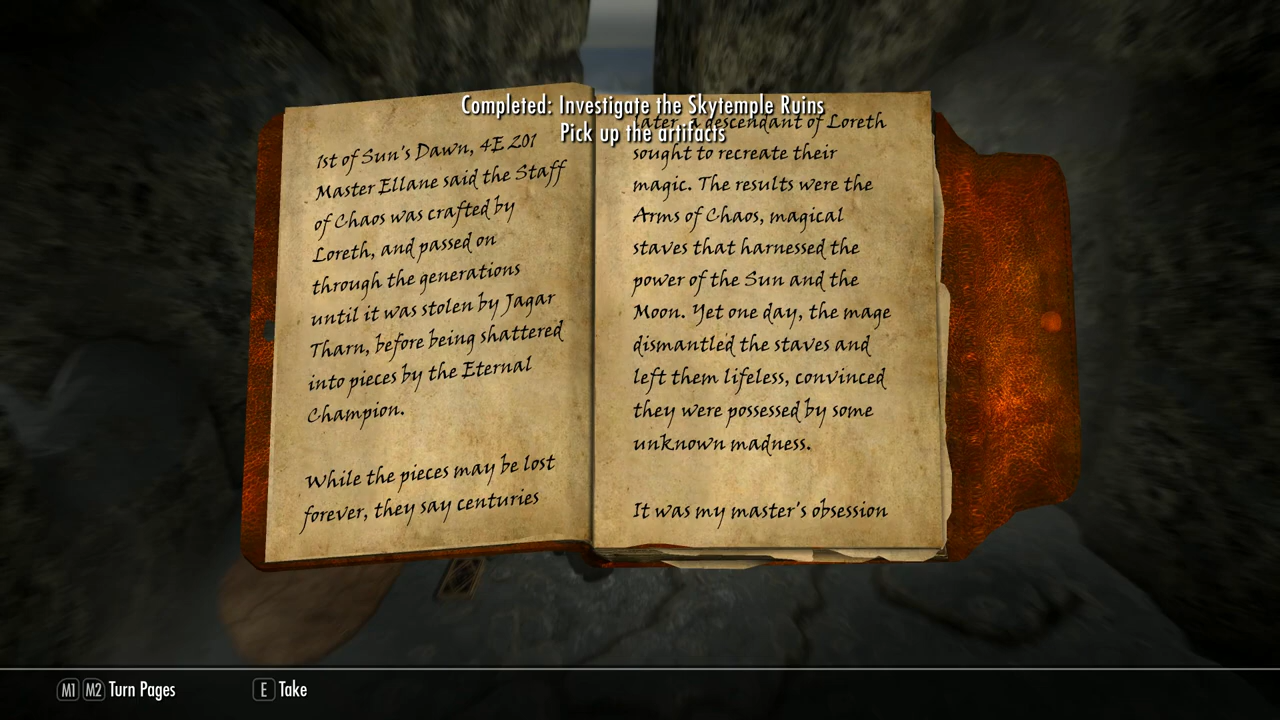 Completed: Investigate the Skytemple Ruins
Pick up the artifacts
1st of Sun's Dawn, 4E 201
Master Ellane said the Staff
of Chaos was crafted by
Loreth, and passed on
through the generations
until it was stolen by Jagar
Tharn, before being shattered
into pieces by the Eternal
Champion.
While the pieces may be lost
forever, they say centuries
later, a descendant of Loreth
sought to recreate their
magic. The results were the
Arms of Chaos, magical
staves that harnessed the
power of the Sun and the
Moon. Yet one day, the mage
dismantled the staves and
left them lifeless, convinced
they were possessed by some
unknown madness.
It was my master's obsession
M1 M2 Turn Pages
E Take